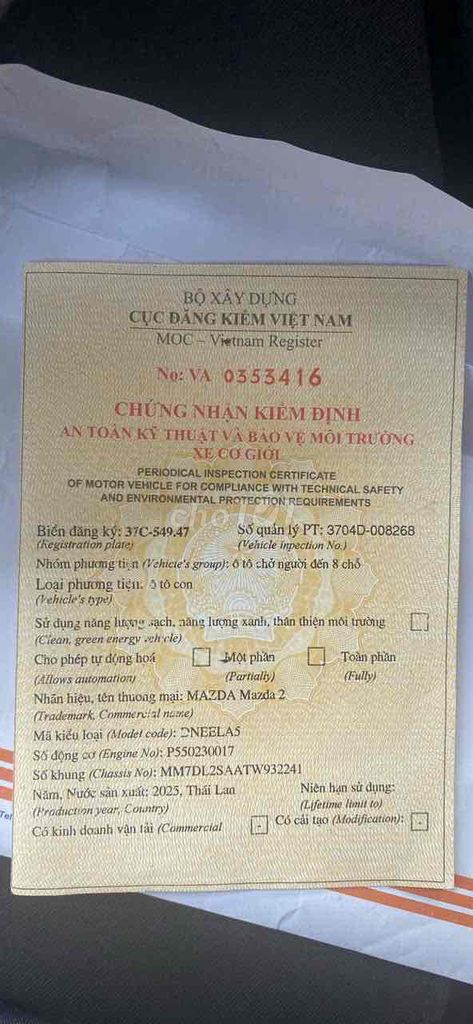 BỘ XÂY DỰNG
CỤC ĐĂNG KIỂM VIỆT NAM
MOC – Vietnam Register
No: VA 0353416
CHỨNG NHẬN KIỂM ĐỊNH
AN TOÀN KỸ THUẬT VÀ BẢO VỆ MÔI TRƯỜNG
XE CƠ GIỚI
PERIODICAL INSPECTION CERTIFICATE
OF MOTOR VEHICLE FOR COMPLIANCE WITH TECHNICAL SAFETY
AND ENVIRONMENTAL PROTECTION REQUIREMENTS
Biển đăng ký: 37C-549.47 Số quản lý PT: 3704D-008268
(Registration plate) (Vehicle inpection No.)
Nhóm phương tiện (Vehicle's group): ô tô chở người đến 8 chỗ
Loại phương tiện: ô tô con
(Vehicle's type)
Sử dụng năng lượng sạch, năng lượng xanh, thân thiện môi trường
(Clean, green energy vehicle)
Cho phép tự động hoá Một phần Toàn phần
(Allows automation) (Partially) (Fully)
Nhãn hiệu, tên thương mại: MAZDA Mazda 2
(Trademark, Commercial name)
Mã kiểu loại (Model code): DNEELA5
Số động cơ (Engine No): P550230017
Số khung (Chassis No): MM7DL2SAATW932241
Năm, Nước sản xuất: 2025, Thái Lan Niên hạn sử dụng:
(Production year, Country) (Lifetime limit to)
Có kinh doanh vận tải (Commercial Có cải tạo (Modification):
Tel